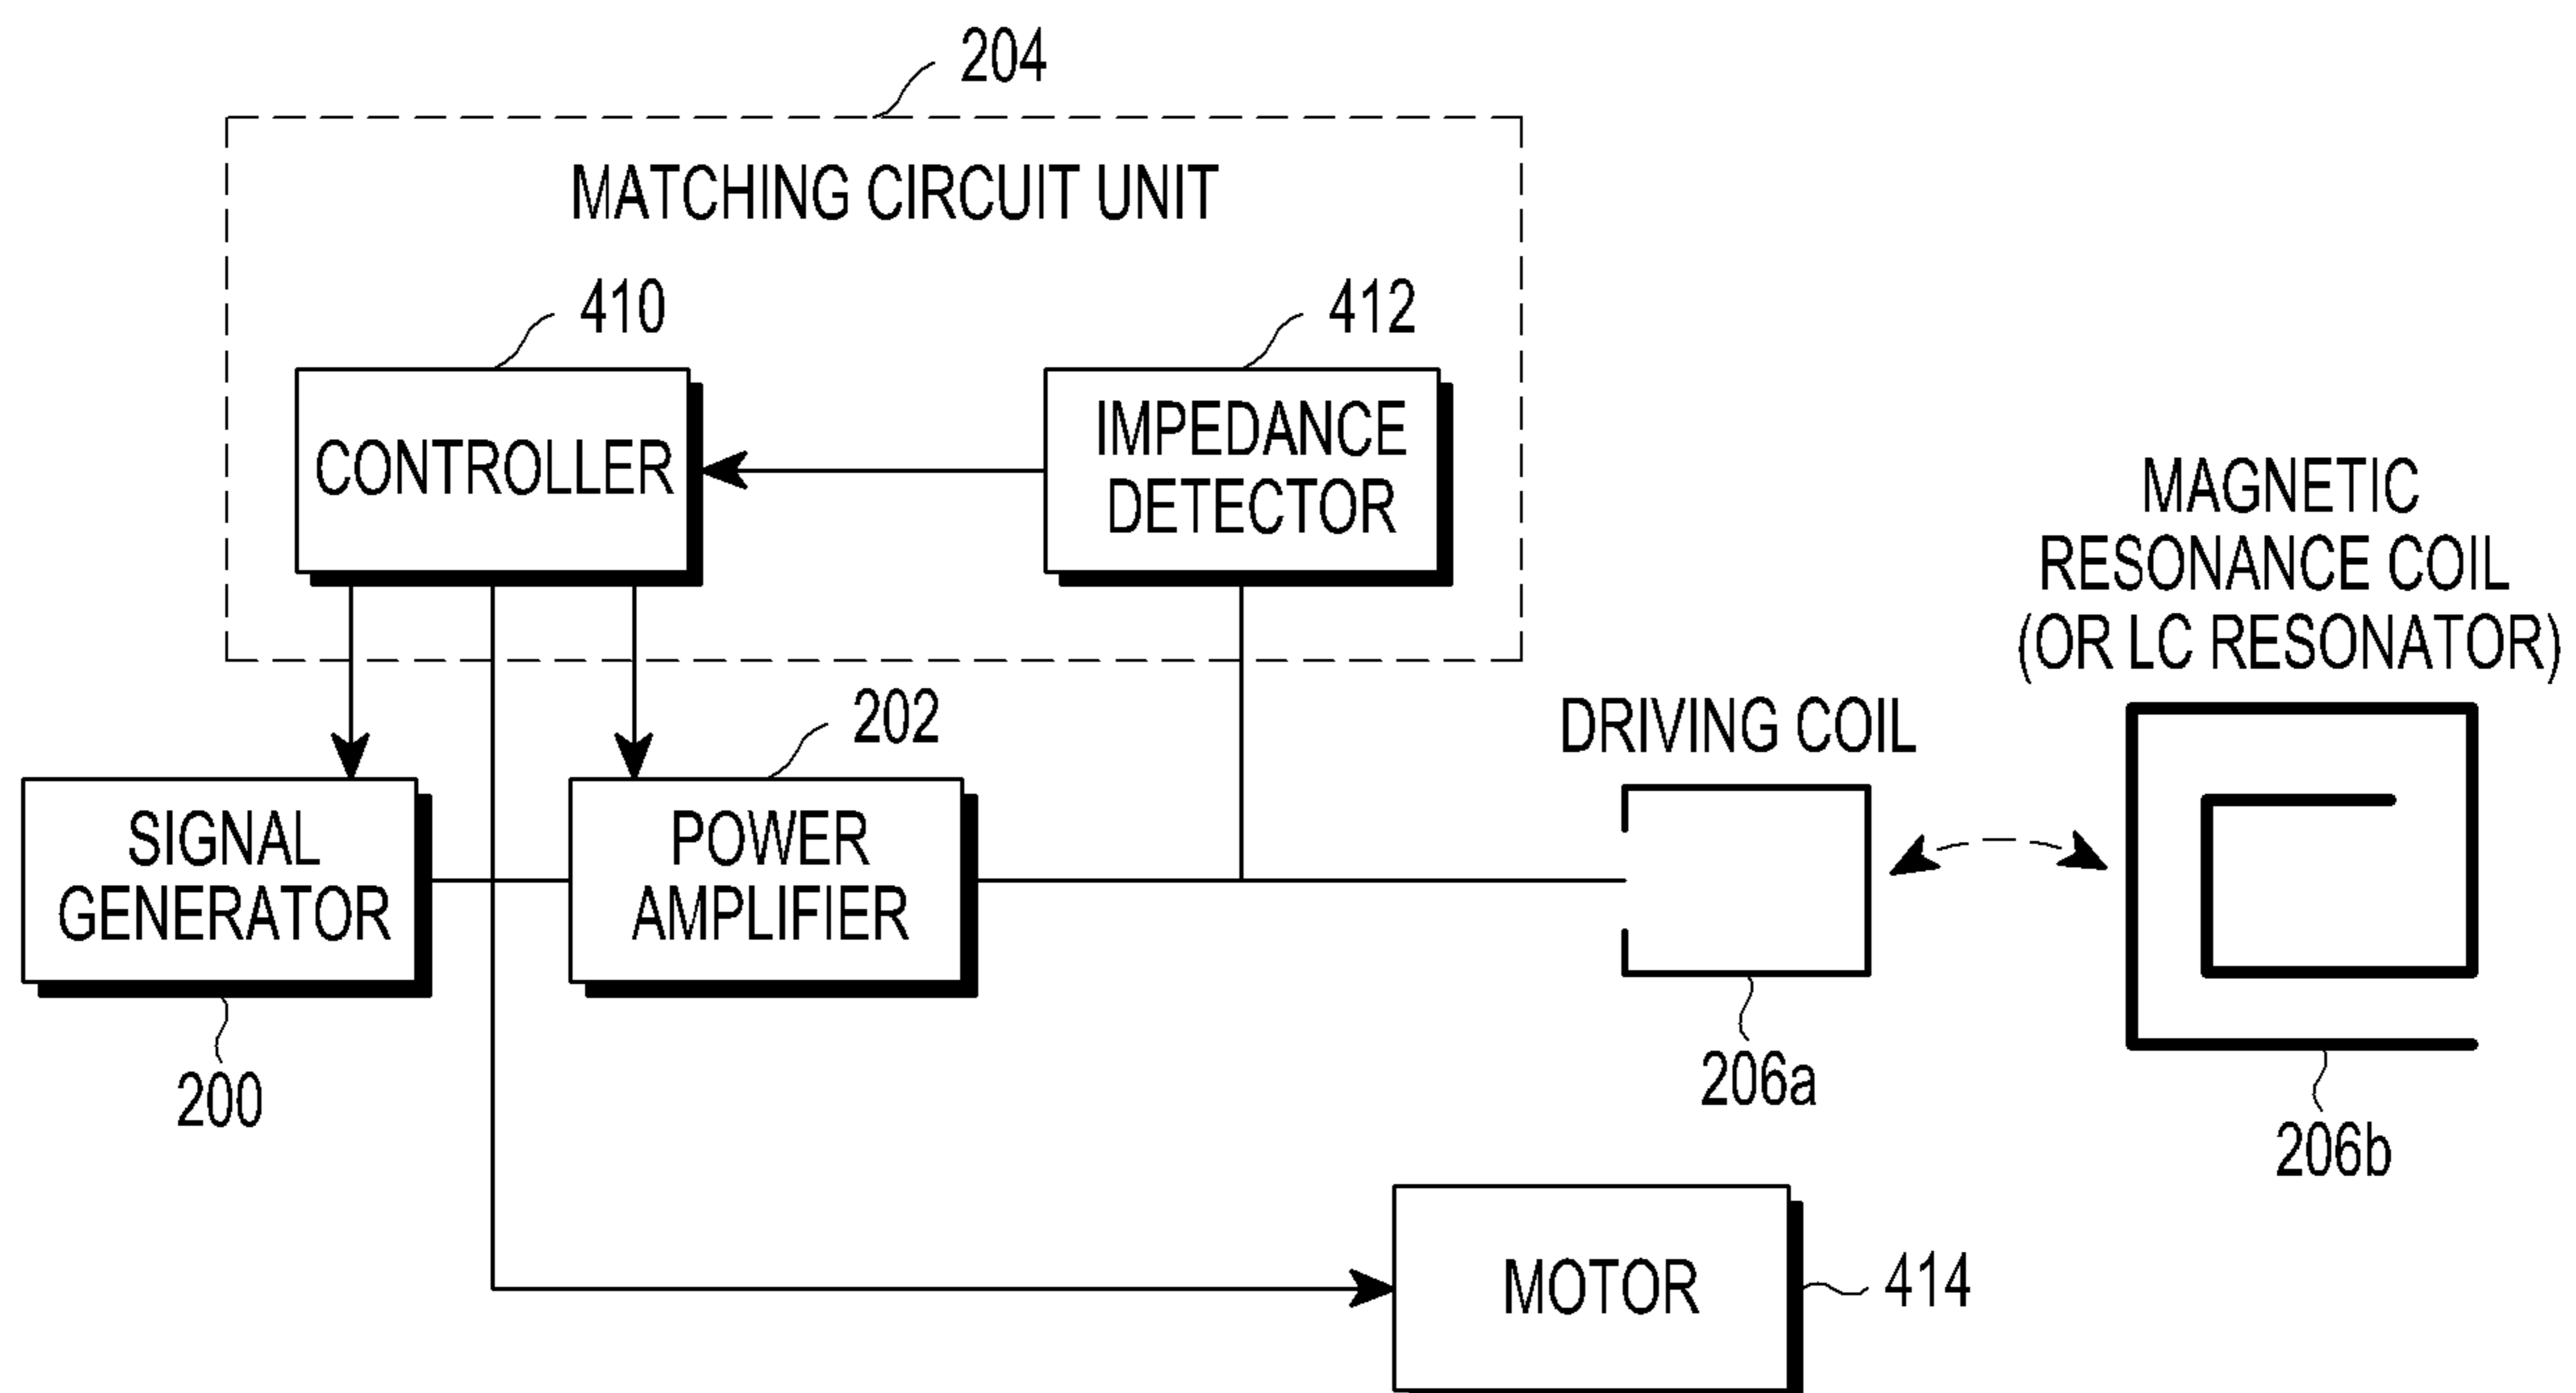 204
MATCHING CIRCUIT UNIT
410
412
CONTROLLER
IMPEDANCE
DETECTOR
MAGNETIC
RESONANCE COIL
(OR LC RESONATOR)
202
DRIVING COIL
SIGNAL
GENERATOR
POWER
AMPLIFIER
200
206a
206b
MOTOR
414